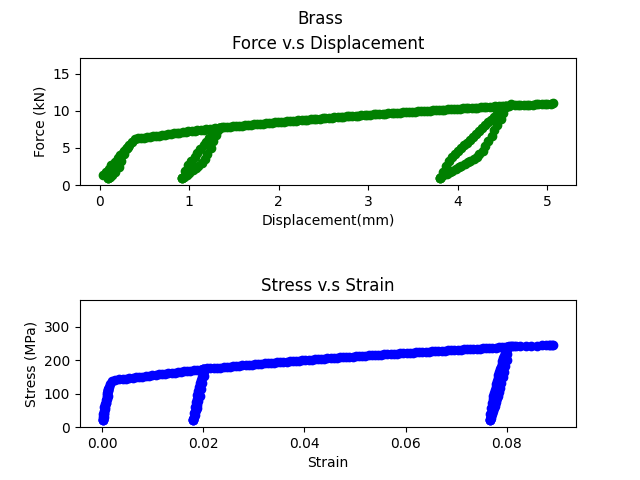 Brass
Force v.s Displacement
15
10
5
0
Force (kN)
0 1 2 3 4 5
Displacement(mm)
Stress v.s Strain
300
200
100
0
Stress (MPa)
0.00 0.02 0.04 0.06 0.08
Strain